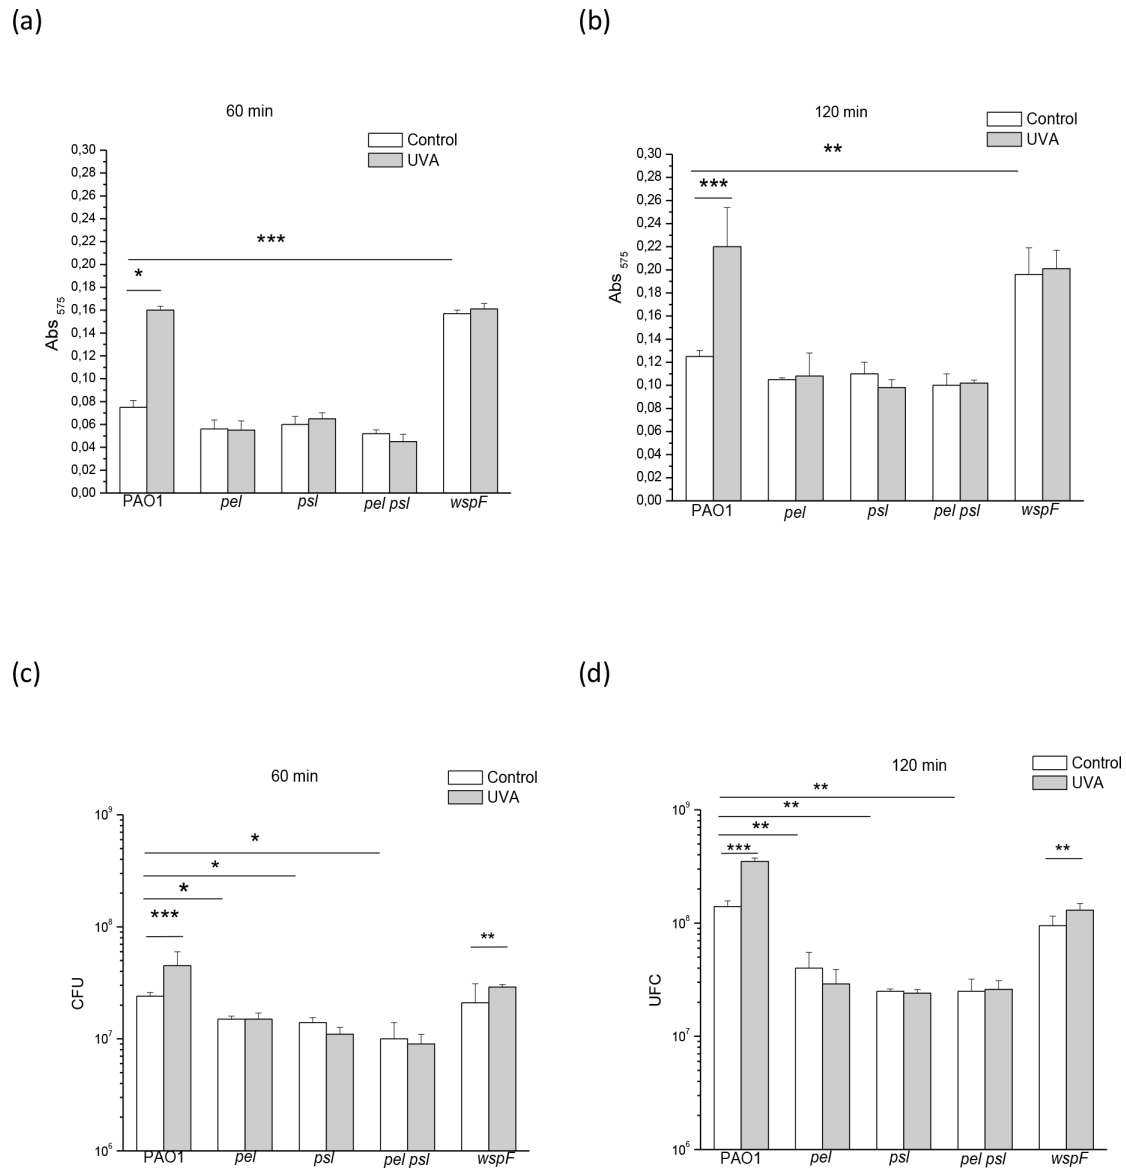 (a)
(b)
60 min
Control
UVA
0,30
0,28
0,26
0,24
0,22
0,20
0,18
0,16
0,14
0,12
0,10
0,08
0,06
0,04
0,02
0,00
Abs 575
***
*
PAO1 pel psl pel psl wspF
120 min
Control
UVA
0,30
0,28
0,26
0,24
0,22
0,20
0,18
0,16
0,14
0,12
0,10
0,08
0,06
0,04
0,02
0,00
Abs 575
**
***
PAO1 pel psl pel psl wspF
(c)
(d)
60 min
Control
UVA
10⁹
10⁸
10⁷
10⁶
CFU
*
*
*
***
**
PAO1 pel psl pel psl wspF
120 min
Control
UVA
10⁹
10⁸
10⁷
10⁶
UFC
**
**
**
***
**
PAO1 pel psl pel psl wspF